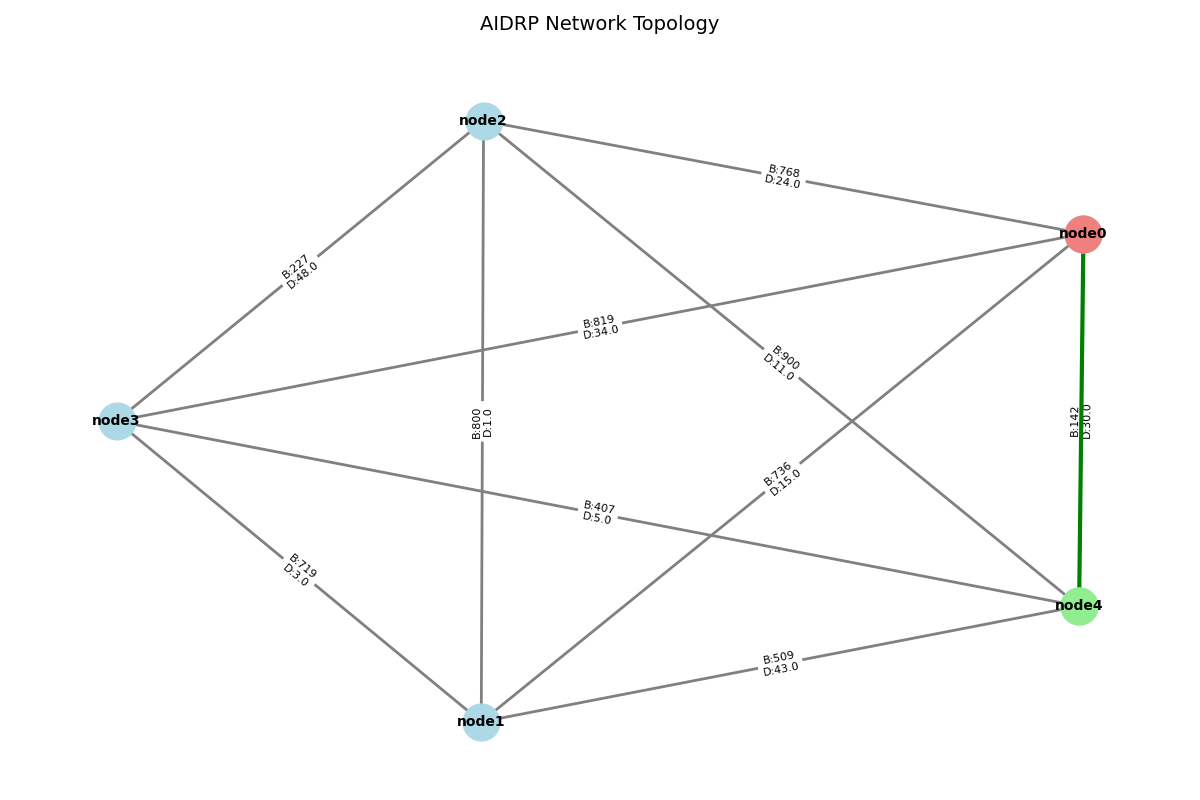 AIDRP Network Topology
node2
B:768
D:24.0
node0
B:227
D:48.0
B:819
D:34.0
B:900
D:11.0
node3
B:800
D:1.0
B:142
D:30.0
B:736
D:15.0
B:407
D:5.0
B:719
D:3.0
node4
B:509
D:43.0
node1